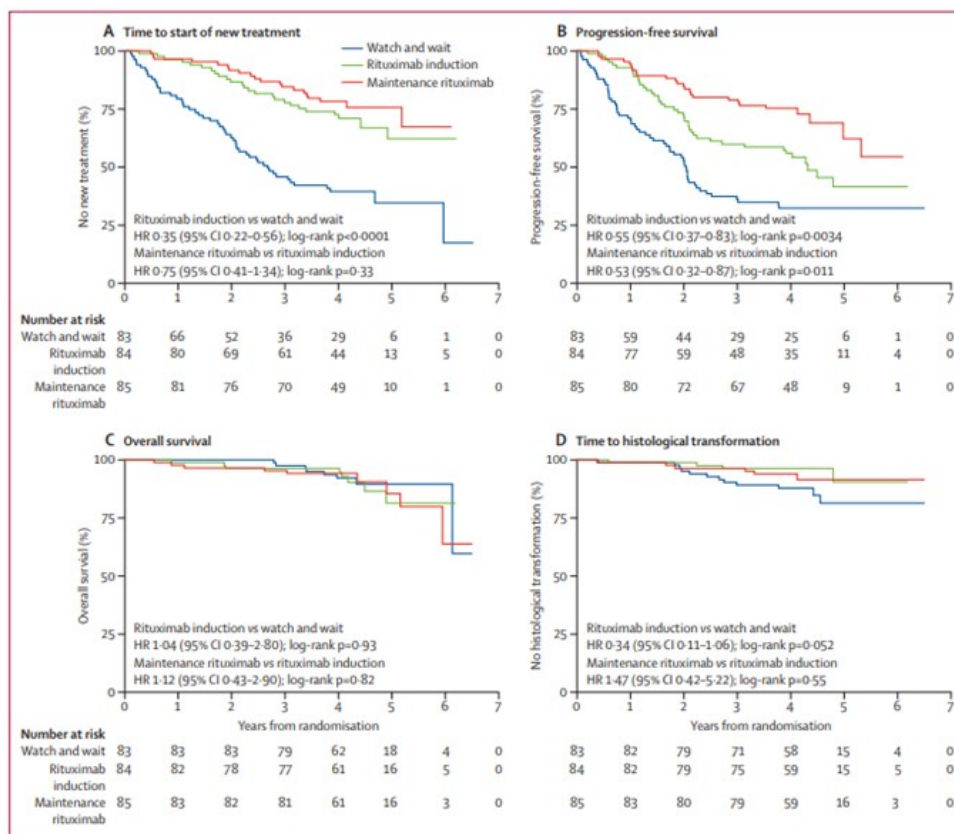 A Time to start of new treatment
100
75
50
25
0
No new treatment (%)
Watch and wait
Rituximab induction
Maintenance rituximab
Rituximab induction vs watch and wait
HR 0·35 (95% CI 0·22–0·56); log-rank p<0·0001
Maintenance rituximab vs rituximab induction
HR 0·75 (95% CI 0·41–1·34); log-rank p=0·33
0 1 2 3 4 5 6 7
B Progression-free survival
100
75
50
25
0
Progression-free survival (%)
Rituximab induction vs watch and wait
HR 0·55 (95% CI 0·37–0·83); log-rank p=0·0034
Maintenance rituximab vs rituximab induction
HR 0·53 (95% CI 0·32–0·87); log-rank p=0·011
0 1 2 3 4 5 6 7
Number at risk
Watch and wait 83 66 52 36 29 6 1 0 83 59 44 29 25 6 1 0
Rituximab 84 80 69 61 44 13 5 0 84 77 59 48 35 11 4 0
induction
Maintenance 85 81 76 70 49 10 1 0 85 80 72 67 48 9 1 0
rituximab
C Overall survival
100
75
50
25
0
Overall survial (%)
Rituximab induction vs watch and wait
HR 1·04 (95% CI 0·39–2·80); log-rank p=0·93
Maintenance rituximab vs rituximab induction
HR 1·12 (95% CI 0·43–2·90); log-rank p=0·82
0 1 2 3 4 5 6 7
Years from randomisation
D Time to histological transformation
100
75
50
25
0
No histological transformation (%)
Rituximab induction vs watch and wait
HR 0·34 (95% CI 0·11–1·06); log-rank p=0·052
Maintenance rituximab vs rituximab induction
HR 1·47 (95% CI 0·42–5·22); log-rank p=0·55
0 1 2 3 4 5 6 7
Years from randomisation
Number at risk
Watch and wait 83 83 83 79 62 18 4 0 83 82 79 71 58 15 4 0
Rituximab 84 82 78 77 61 16 5 0 84 82 79 75 59 15 5 0
induction
Maintenance 85 83 82 81 61 16 3 0 85 83 80 79 59 16 3 0
rituximab